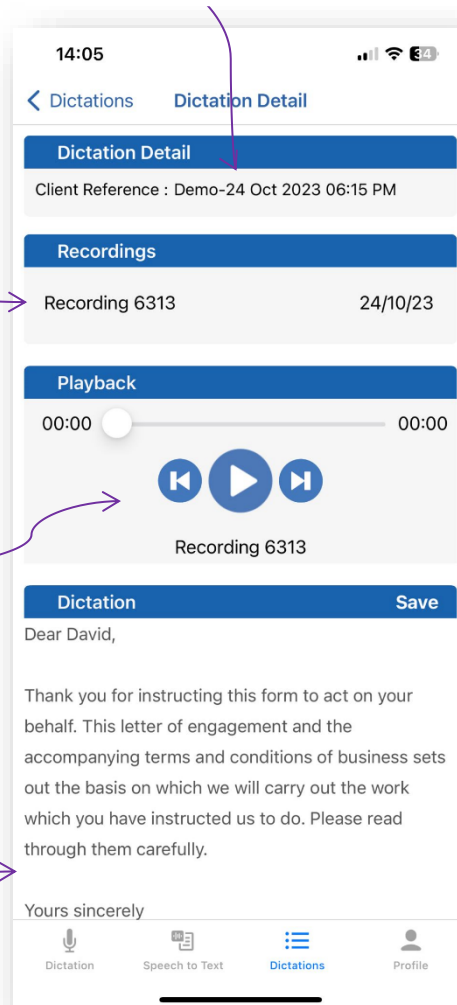 14:05
34
Dictations Dictation Detail
Dictation Detail
Client Reference : Demo-24 Oct 2023 06:15 PM
Recordings
Recording 6313 24/10/23
Playback
00:00 00:00
Recording 6313
Dictation Save
Dear David,
Thank you for instructing this form to act on your
behalf. This letter of engagement and the
accompanying terms and conditions of business sets
out the basis on which we will carry out the work
which you have instructed us to do. Please read
through them carefully.
Yours sincerely
Dictation Speech to Text Dictations Profile